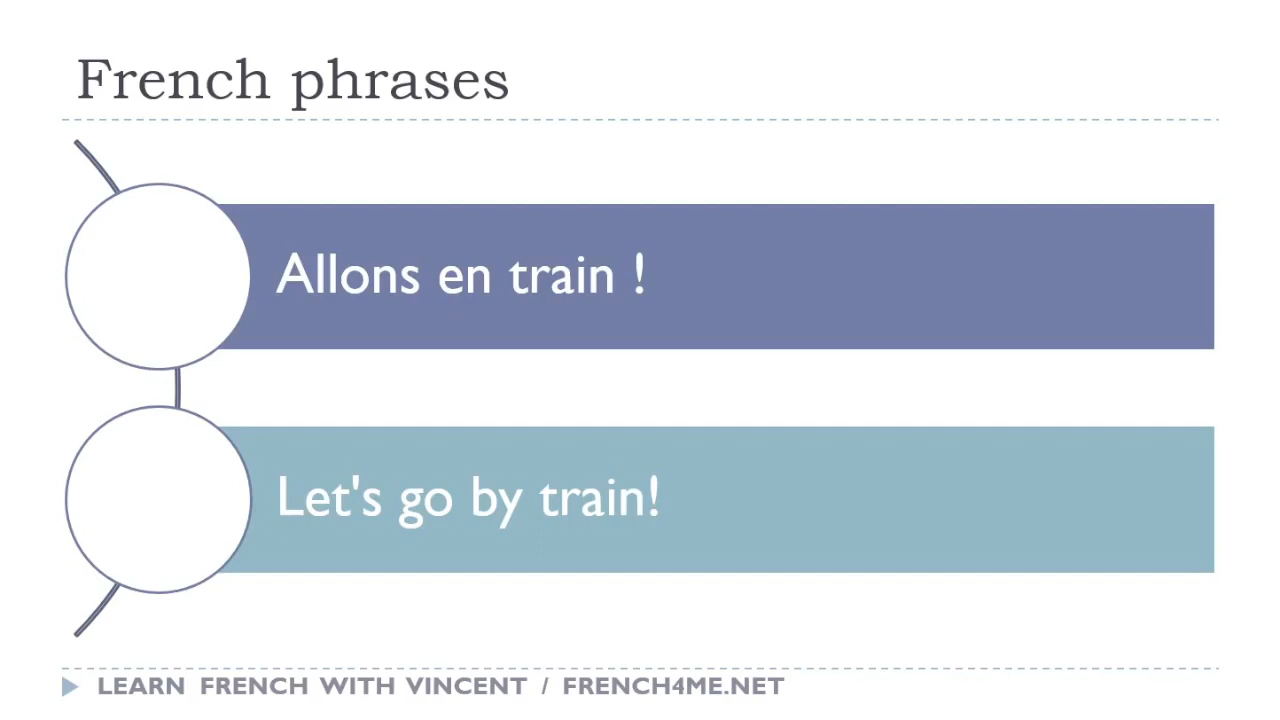 French phrases
Allons en train !
Let's go by train!
LEARN FRENCH WITH VINCENT / FRENCH4ME.NET